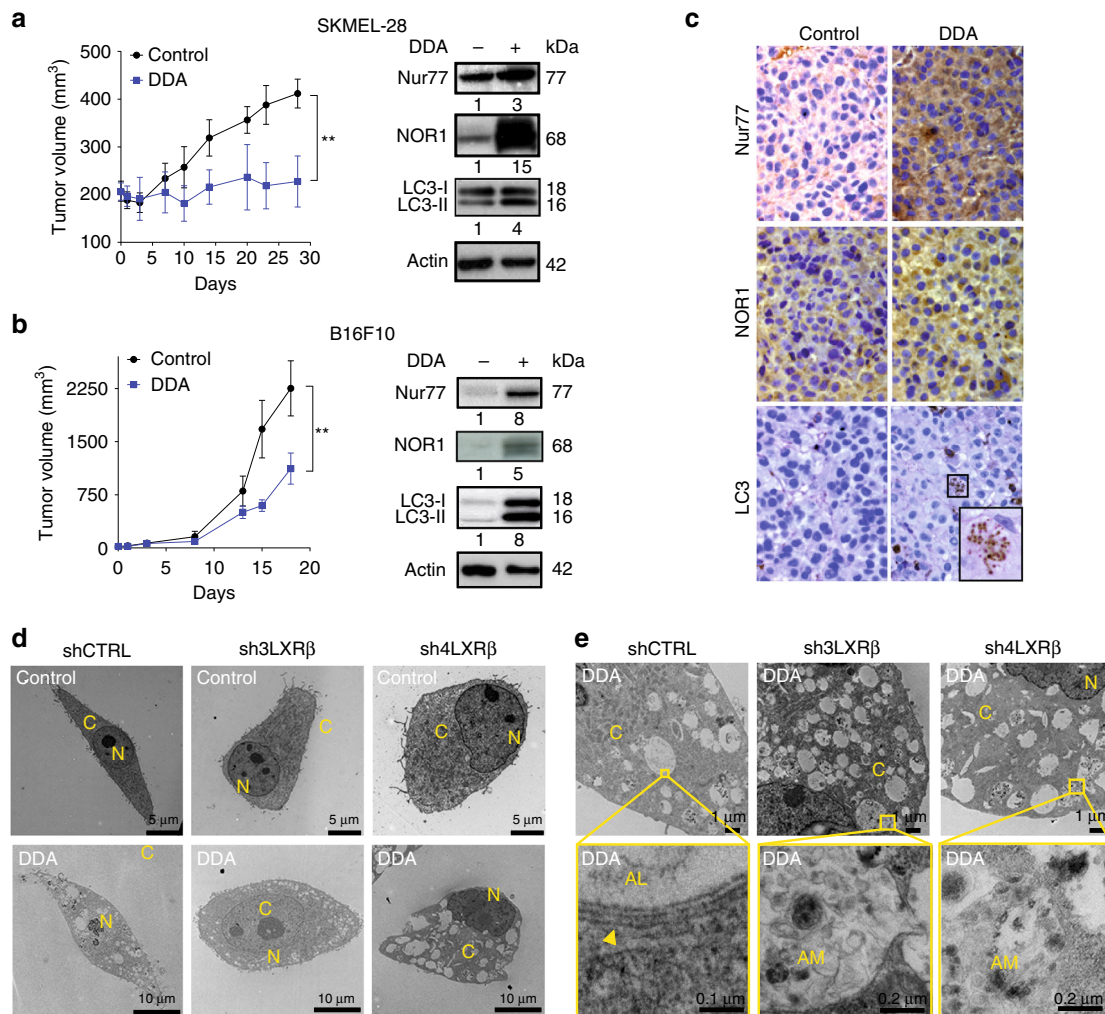 a
SKMEL-28
Tumor volume (mm³)
500
400
300
200
100
Control
DDA
**
0 5 10 15 20 25 30
Days
DDA – + kDa
Nur77 77
1 3
NOR1 68
1 15
LC3-I 18
LC3-II 16
1 4
Actin 42
b
B16F10
Tumor volume (mm³)
2250
1500
750
0
Control
DDA
**
0 5 10 15 20
Days
DDA – + kDa
Nur77 77
1 8
NOR1 68
1 5
LC3-I 18
LC3-II 16
1 8
Actin 42
c
Control DDA
Nur77
NOR1
LC3
d
shCTRL sh3LXRβ sh4LXRβ
Control Control Control
C N C N C N
5 μm 5 μm 5 μm
DDA DDA DDA
C N C N N C
10 μm 10 μm 10 μm
e
shCTRL sh3LXRβ sh4LXRβ
DDA DDA DDA
C C C N
1 μm 1 μm 1 μm
DDA DDA DDA
AL AM AM
0.1 μm 0.2 μm 0.2 μm